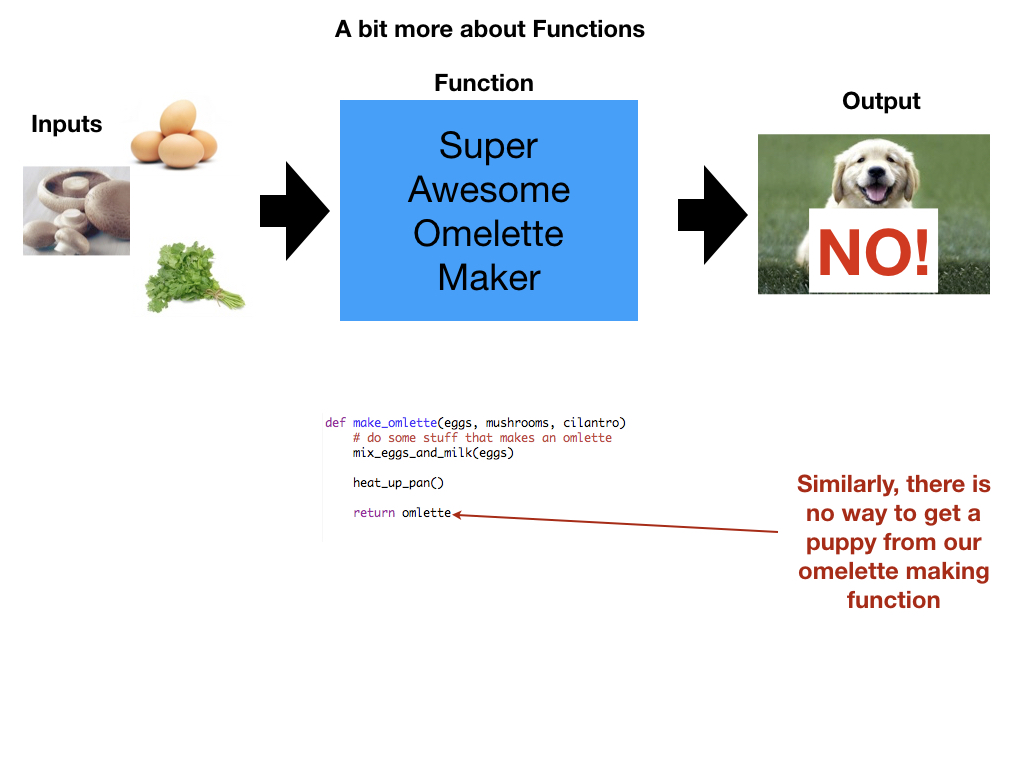 A bit more about Functions
Function
Output
Inputs
Super
Awesome
Omelette
Maker
NO!
def make_omlette(eggs, mushrooms, cilantro)
# do some stuff that makes an omlette
mix_eggs_and_milk(eggs)
heat_up_pan()
return omlette
Similarly, there is
no way to get a
puppy from our
omelette making
function